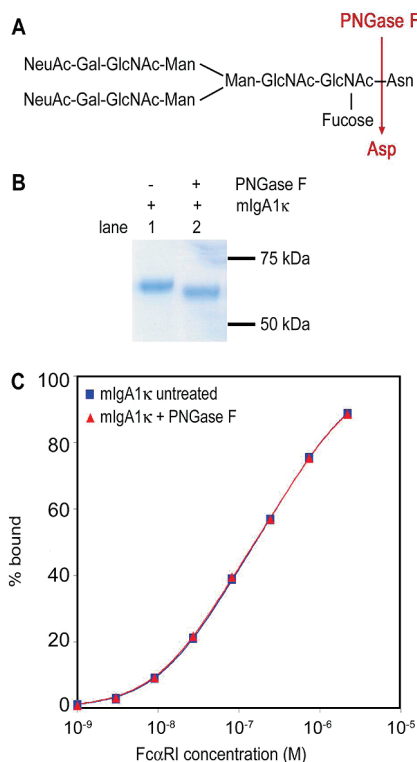 A
PNGase F
NeuAc-Gal-GlcNAc-Man
Man-GlcNAc-GlcNAc-Asn
NeuAc-Gal-GlcNAc-Man
Fucose
Asp
B
- + PNGase F
+ + mIgA1κ
lane 1 2
75 kDa
50 kDa
C
100
mIgA1κ untreated
mIgA1κ + PNGase F
80
60
% bound
40
20
0
10⁻⁹ 10⁻⁸ 10⁻⁷ 10⁻⁶ 10⁻⁵
FcαRI concentration (M)